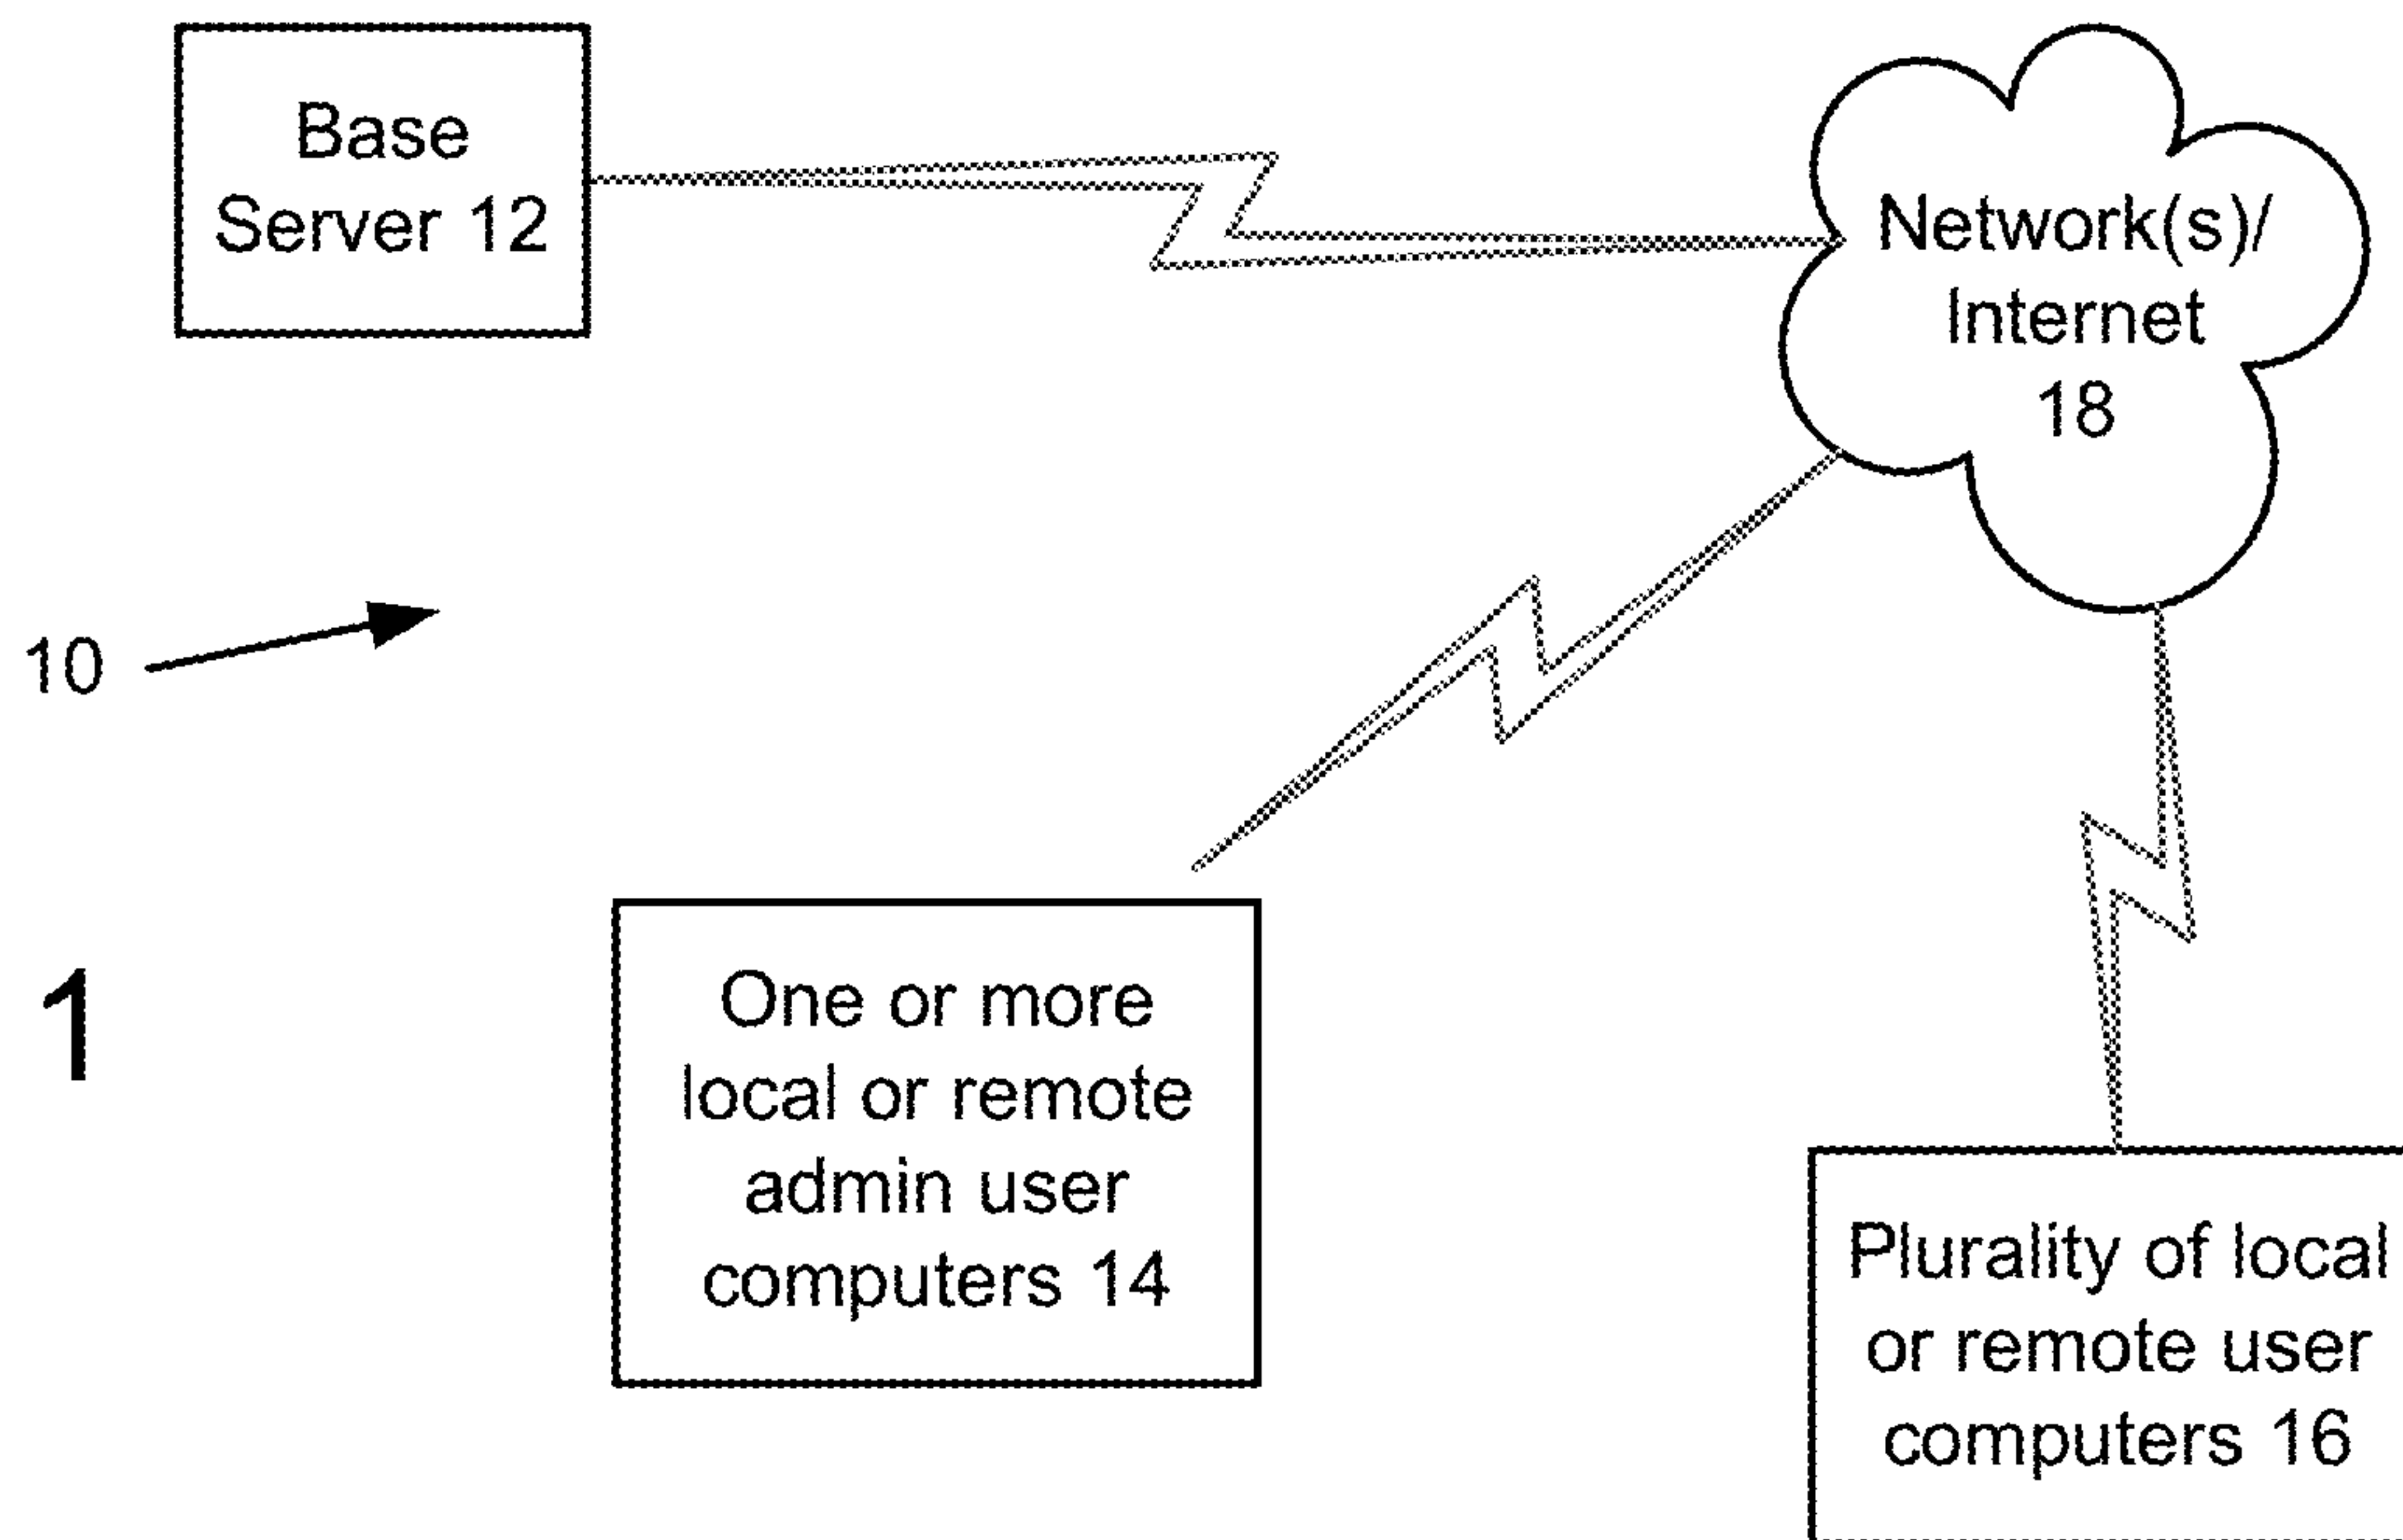 Base
Server 12
Network(s)/
Internet
18
10
1
One or more
local or remote
admin user
computers 14
Plurality of local
or remote user
computers 16